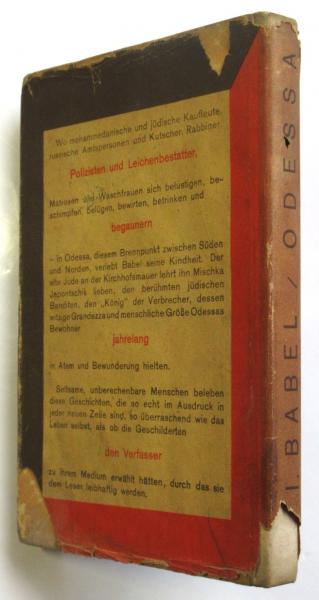 Wo mohammedanische und jüdische Kaufleute,
russische Amtspersonen und Kutscher, Rabbiner,
Polizisten und Leichenbestatter,
Matrosen und Waschfrauen sich belustigen, be-
schimpfen, belügen, bewirten, betrinken und
begaunern
– in Odessa, diesem Brennpunkt zwischen Süden
und Norden, verlebt Babel seine Kindheit. Der
alte Jude an der Kirchhofsmauer lehrt ihn Mischka
Japontschik lieben, den berühmten jüdischen
Banditen, den „König" der Verbrecher, dessen
witzige Grandezza und menschliche Größe Odessas
Bewohner
jahrelang
in Atem und Bewunderung hielten.
Seltsame, unberechenbare Menschen beleben
diese Geschichten, die so echt im Ausdruck in
jeder neuen Zeile sind, so überraschend wie das
Leben selbst, als ob die Geschilderten
den Verfasser
zu ihrem Medium erwählt hätten, durch das sie
dem Leser leibhaftig werden.
I. BABEL ODESSA